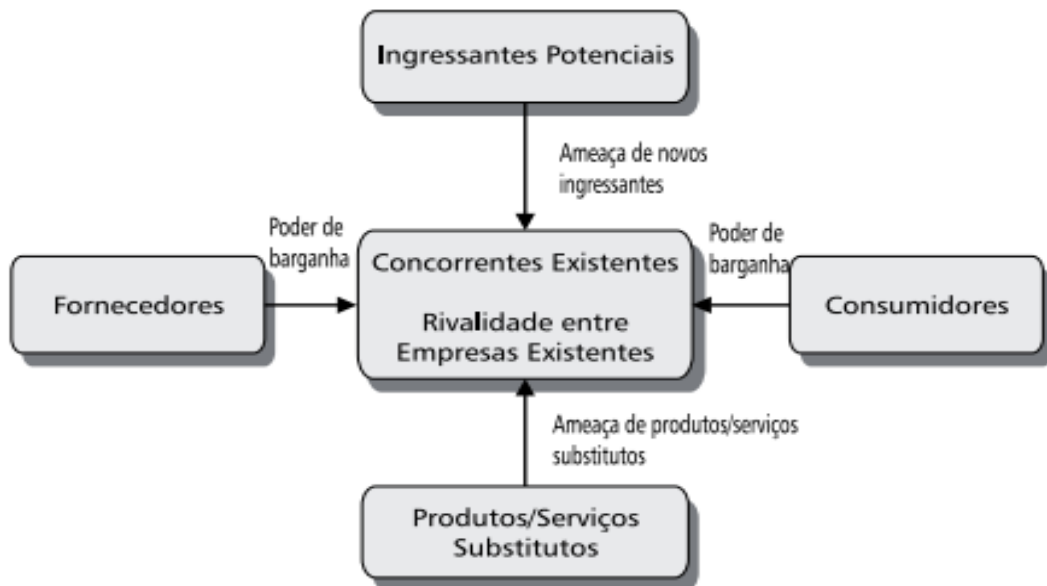 Ingressantes Potenciais
Ameaça de novos
ingressantes
Poder de
barganha
Poder de
barganha
Fornecedores
Concorrentes Existentes
Rivalidade entre
Empresas Existentes
Consumidores
Ameaça de produtos/serviços
substitutos
Produtos/Serviços
Substitutos